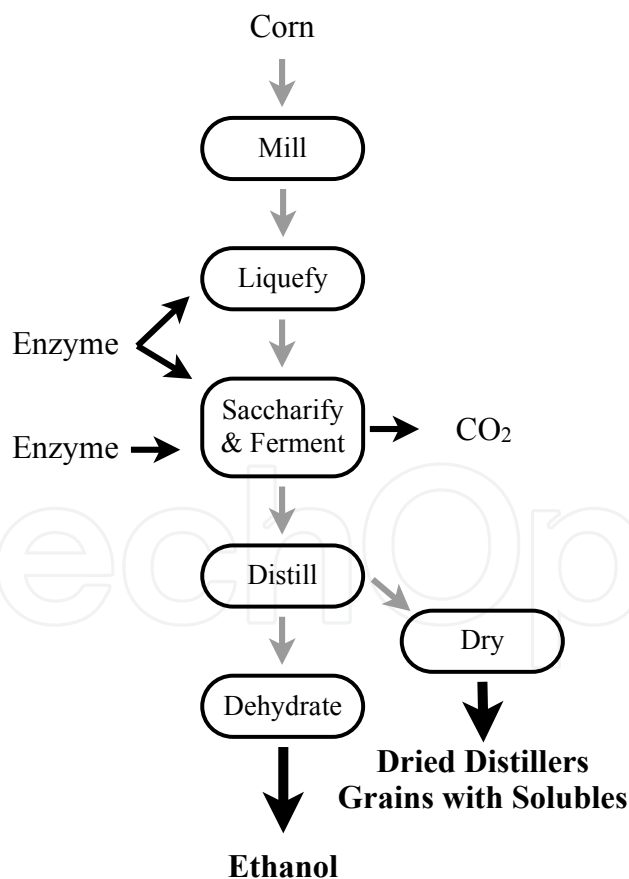 Corn
Mill
Liquefy
Enzyme
Saccharify
& Ferment
CO₂
Enzyme
Distill
Dry
Dehydrate
Dried Distillers
Grains with Solubles
Ethanol